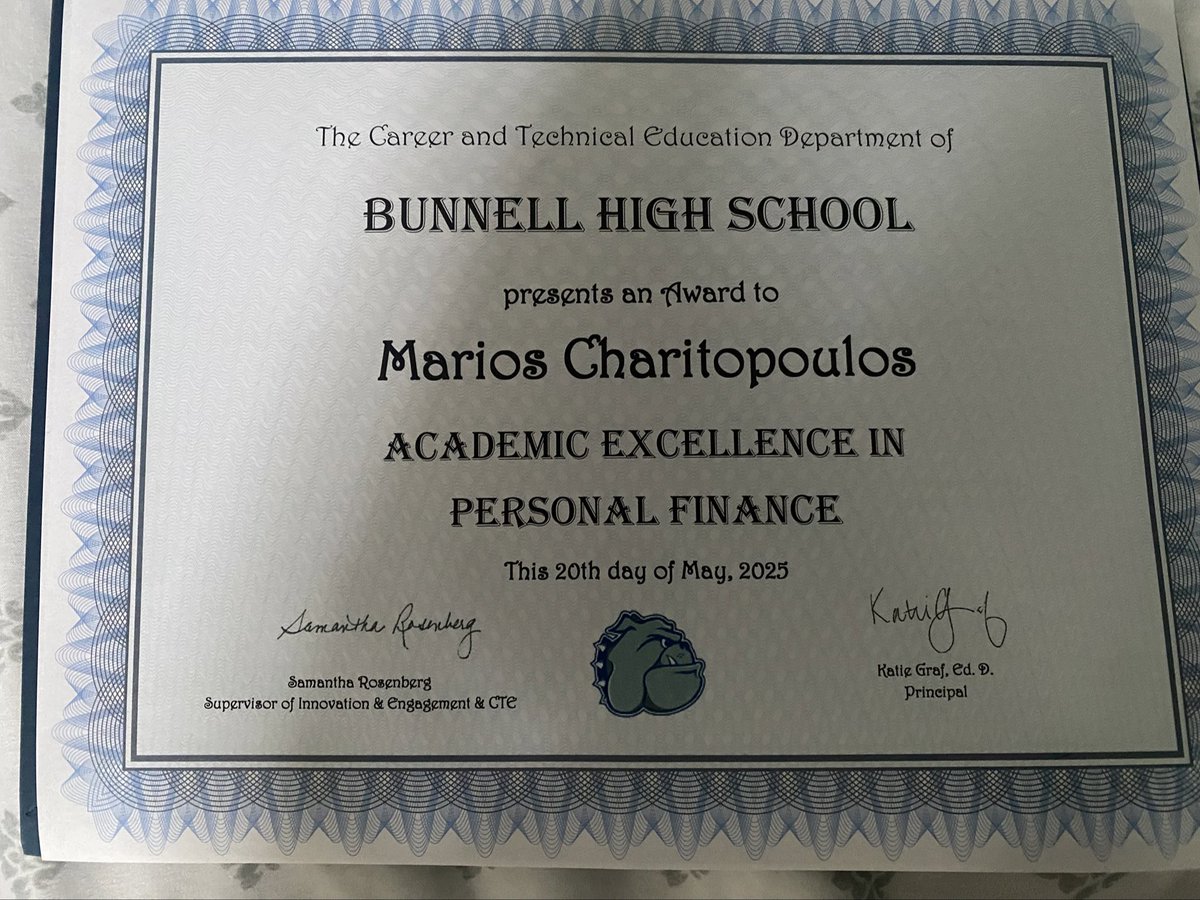 The Career and Technical Education Department of
BUNNELL HIGH SCHOOL
presents an Award to
Marios Charitopoulos
ACADEMIC EXCELLENCE IN
PERSONAL FINANCE
This 20th day of May, 2025
Samantha Rosenberg
Samantha Rosenberg
Supervisor of Innovation & Engagement & CTE
Katie Graf, Ed. D.
Principal